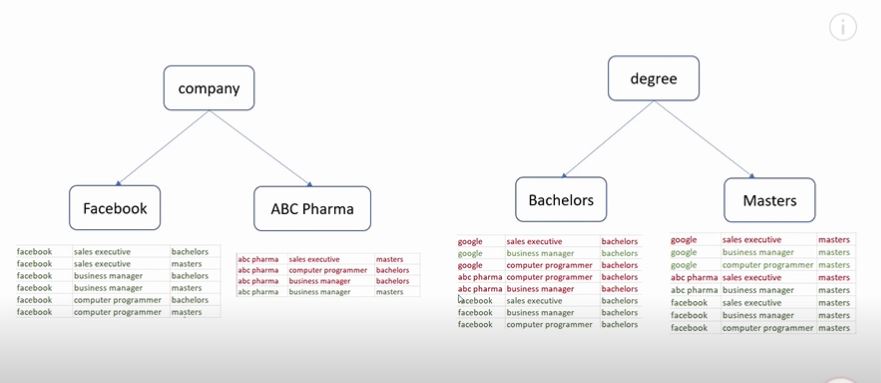 company
Facebook
ABC Pharma
facebook sales executive bachelors
facebook sales executive masters
facebook business manager bachelors
facebook business manager masters
facebook computer programmer bachelors
facebook computer programmer masters
abc pharma sales executive masters
abc pharma computer programmer bachelors
abc pharma business manager bachelors
abc pharma business manager masters
degree
Bachelors
Masters
google sales executive bachelors
google business manager bachelors
google computer programmer bachelors
abc pharma computer programmer bachelors
abc pharma business manager bachelors
facebook sales executive bachelors
facebook business manager bachelors
facebook computer programmer bachelors
google sales executive masters
google business manager masters
google computer programmer masters
abc pharma sales executive masters
abc pharma business manager masters
facebook sales executive masters
facebook business manager masters
facebook computer programmer masters